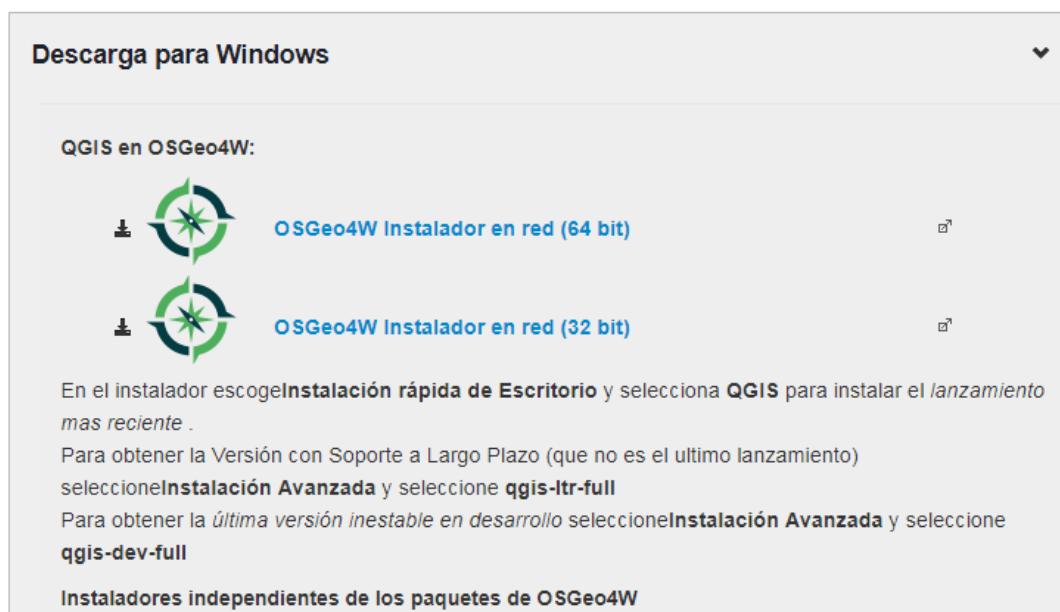 Descarga para Windows
QGIS en OSGeo4W:
OSGeo4W Instalador en red (64 bit)
OSGeo4W Instalador en red (32 bit)
En el instalador escogeInstalación rápida de Escritorio y selecciona QGIS para instalar el lanzamiento
mas reciente .
Para obtener la Versión con Soporte a Largo Plazo (que no es el ultimo lanzamiento)
seleccioneInstalación Avanzada y seleccione qgis-ltr-full
Para obtener la última versión inestable en desarrollo seleccioneInstalación Avanzada y seleccione
qgis-dev-full
Instaladores independientes de los paquetes de OSGeo4W